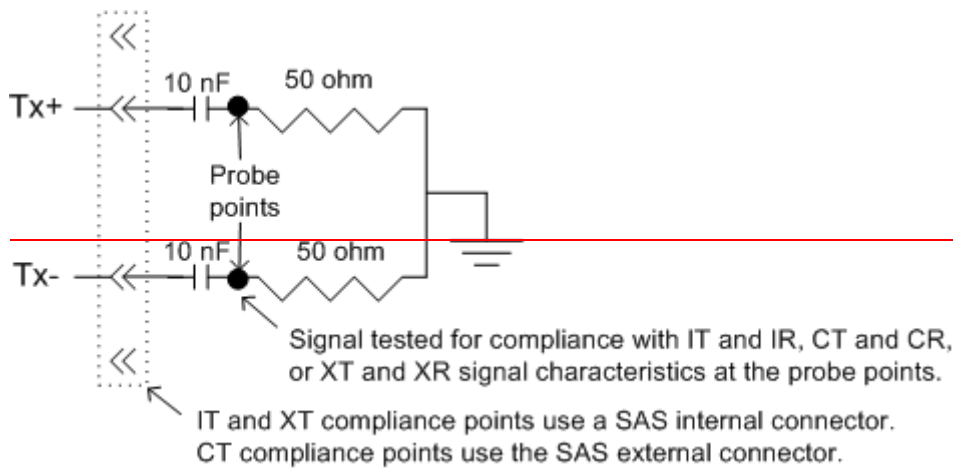 10 nF
50 ohm
Tx+
Probe
points
10 nF
50 ohm
Tx-
Signal tested for compliance with IT and IR, CT and CR,
or XT and XR signal characteristics at the probe points.
IT and XT compliance points use a SAS internal connector.
CT compliance points use the SAS external connector.